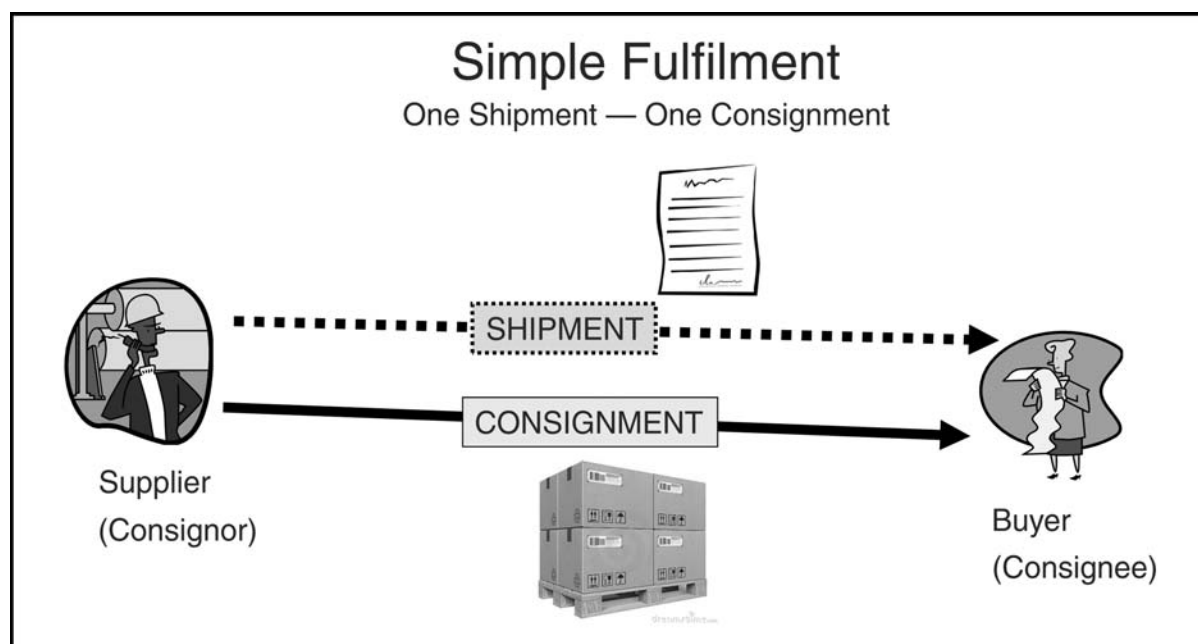 Simple Fulfilment
One Shipment — One Consignment
SHIPMENT
CONSIGNMENT
Supplier
(Consignor)
Buyer
(Consignee)